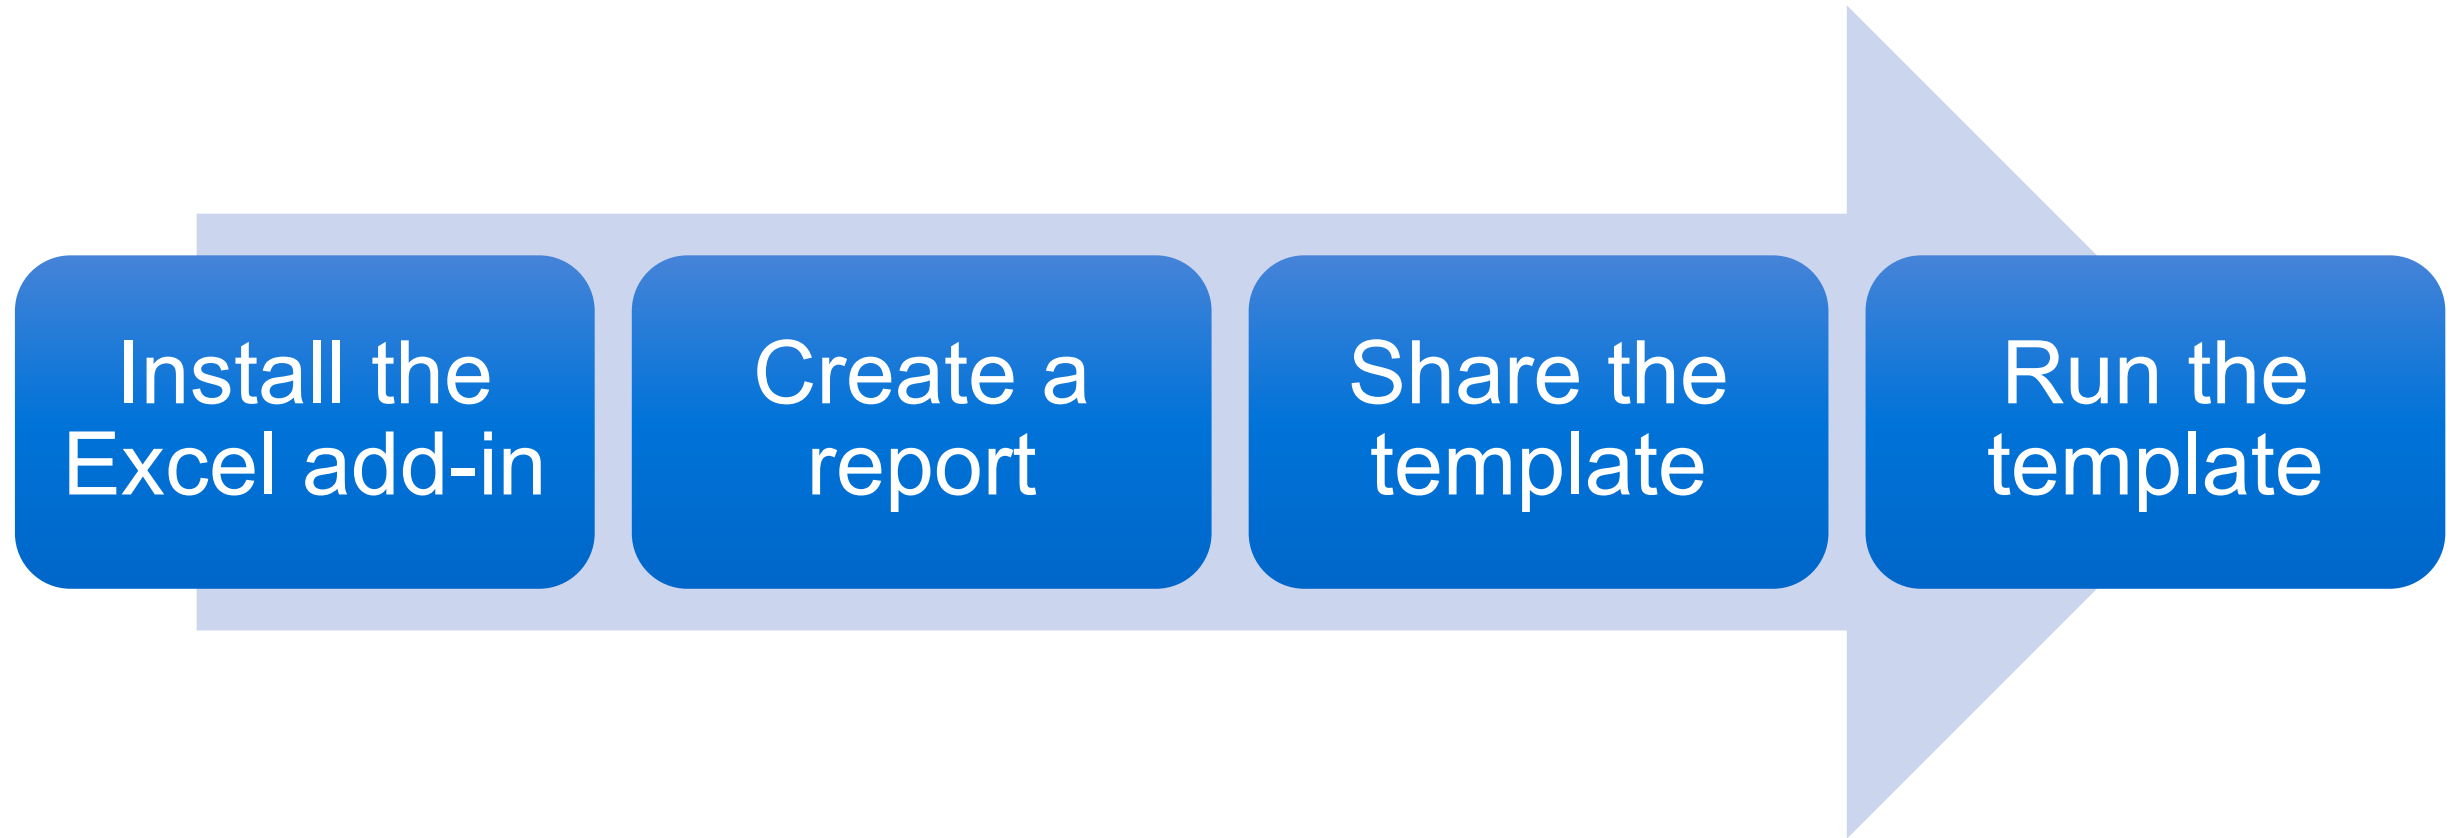 Install the
Excel add-in
Create a
report
Share the
template
Run the
template